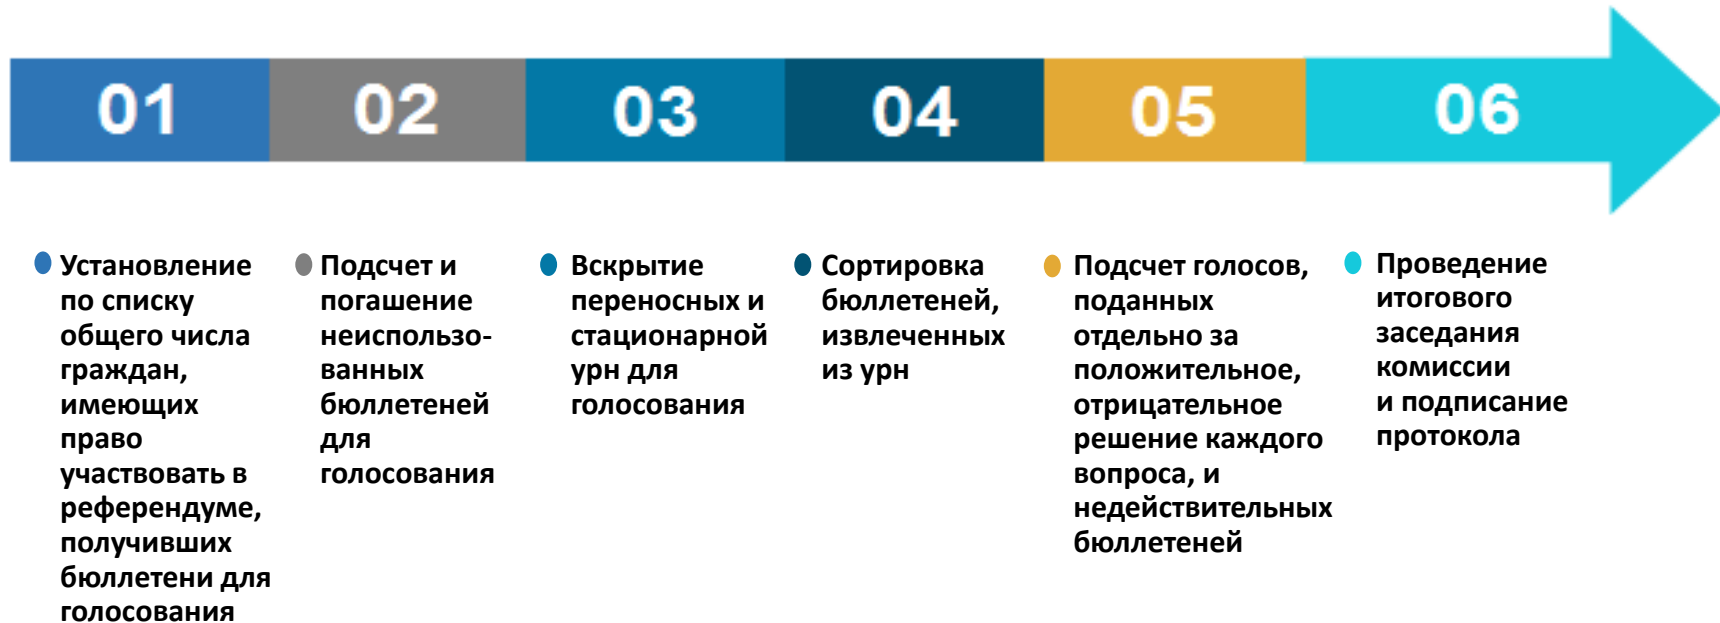 01
02
03
04
05
06
Установление
по списку
общего числа
граждан,
имеющих
право
участвовать в
референдуме,
получивших
бюллетени для
голосования
Подсчет и
погашение
неиспользо-
ванных
бюллетеней
для
голосования
Вскрытие
переносных и
стационарной
урн для
голосования
Сортировка
бюллетеней,
извлеченных
из урн
Подсчет голосов,
поданных
отдельно за
положительное,
отрицательное
решение каждого
вопроса, и
недействительных
бюллетеней
Проведение
итогового
заседания
комиссии
и подписание
протокола